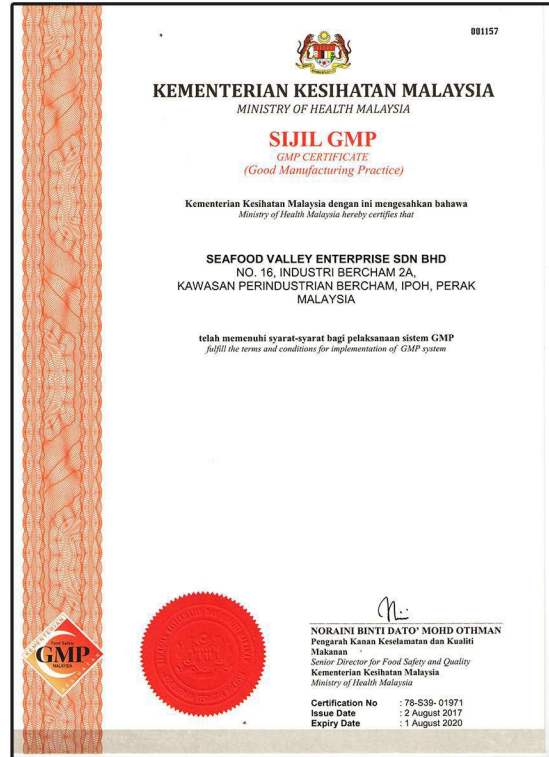 001157
KEMENTERIAN KESIHATAN MALAYSIA
MINISTRY OF HEALTH MALAYSIA
SIJIL GMP
GMP CERTIFICATE
(Good Manufacturing Practice)
Kementerian Kesihatan Malaysia dengan ini mengesahkan bahawa
Ministry of Health Malaysia hereby certifies that
SEAFOOD VALLEY ENTERPRISE SDN BHD
NO. 16, INDUSTRI BERCHAM 2A,
KAWASAN PERINDUSTRIAN BERCHAM, IPOH, PERAK
MALAYSIA
telah memenuhi syarat-syarat bagi pelaksanaan sistem GMP
fulfill the terms and conditions for implementation of GMP system
KEMENTERIAN
Food Safety
GMP
MALAYSIA
NORAINI BINTI DATO' MOHD OTHMAN
Pengarah Kanan Keselamatan dan Kualiti
Makanan
Senior Director for Food Safety and Quality
Kementerian Kesihatan Malaysia
Ministry of Health Malaysia
Certification No : 78-S39- 01971
Issue Date : 2 August 2017
Expiry Date : 1 August 2020